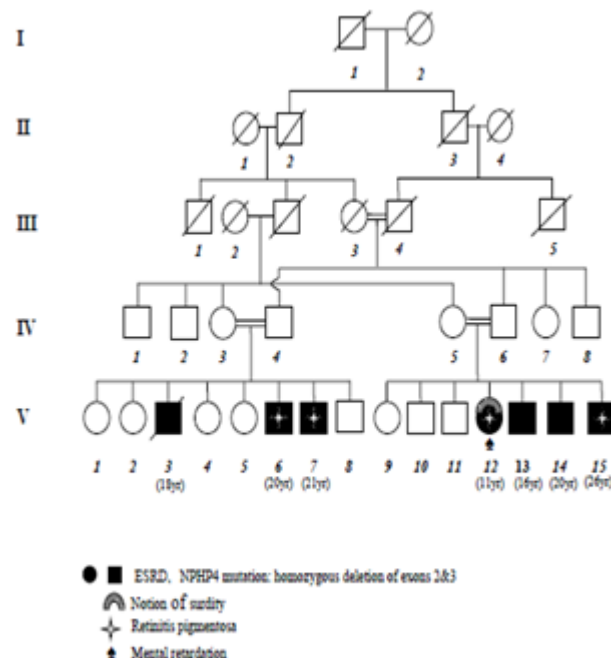 I
1 2
II
1 2 3 4
III
1 2 3 4 5
IV
1 2 3 4 5 6 7 8
V
1 2 3 4 5 6 7 8 9 10 11 12 13 14 15
(18yr) (20yr) (21yr) (11yr) (16yr) (20yr) (26yr)
ESRD, NPHP4 mutation: homozygous deletion of exons 2&3
Notion of surdity
Retinitis pigmentosa
Mental retardation